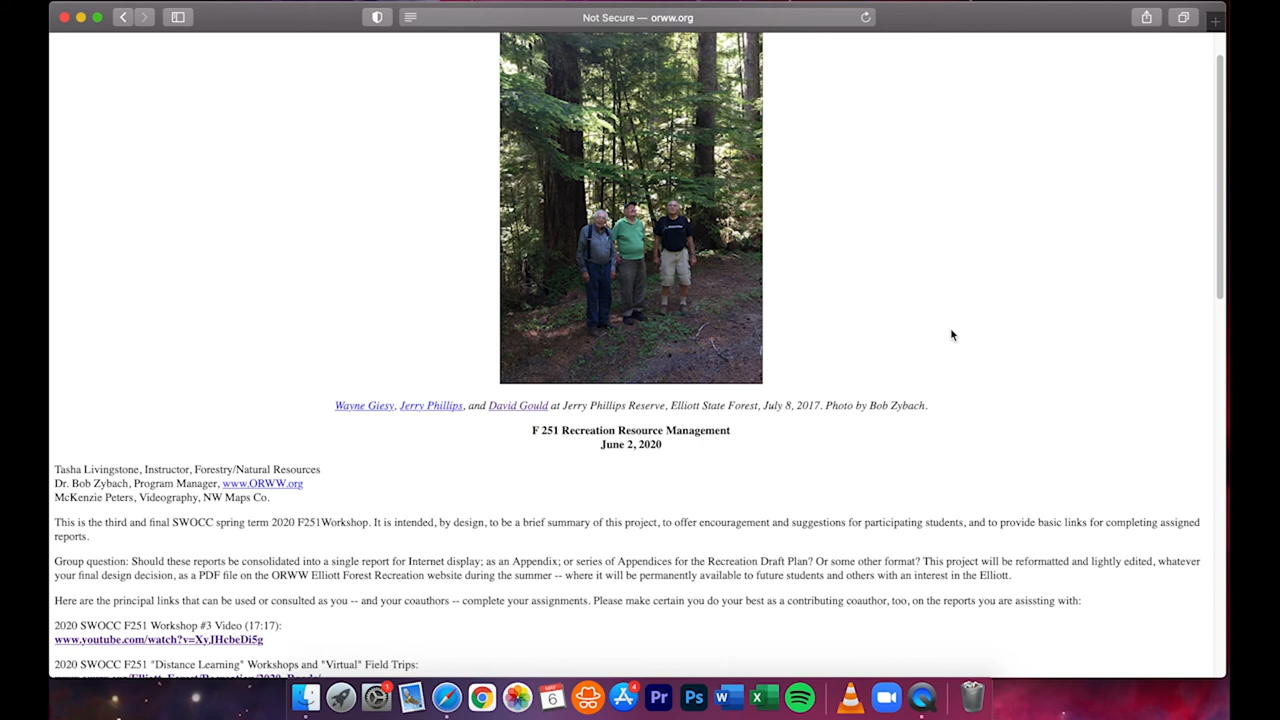 Not Secure — orww.org
Wayne Giesy, Jerry Phillips, and David Gould at Jerry Phillips Reserve, Elliott State Forest, July 8, 2017. Photo by Bob Zybach.
F 251 Recreation Resource Management
June 2, 2020
Tasha Livingstone, Instructor, Forestry/Natural Resources
Dr. Bob Zybach, Program Manager, www.ORWW.org
McKenzie Peters, Videography, NW Maps Co.
This is the third and final SWOCC spring term 2020 F251Workshop. It is intended, by design, to be a brief summary of this project, to offer encouragement and suggestions for participating students, and to provide basic links for completing assigned
reports.
Group question: Should these reports be consolidated into a single report for Internet display; as an Appendix; or series of Appendices for the Recreation Draft Plan? Or some other format? This project will be reformatted and lightly edited, whatever
your final design decision, as a PDF file on the ORWW Elliott Forest Recreation website during the summer -- where it will be permanently available to future students and others with an interest in the Elliott.
Here are the principal links that can be used or consulted as you -- and your coauthors -- complete your assignments. Please make certain you do your best as a contributing coauthor, too, on the reports you are asissting with:
2020 SWOCC F251 Workshop #3 Video (17:17):
www.youtube.com/watch?v=XyJHcbeDi5g
2020 SWOCC F251 "Distance Learning" Workshops and "Virtual" Field Trips:
1
MAY
6
4
Pr
Ps
W
X